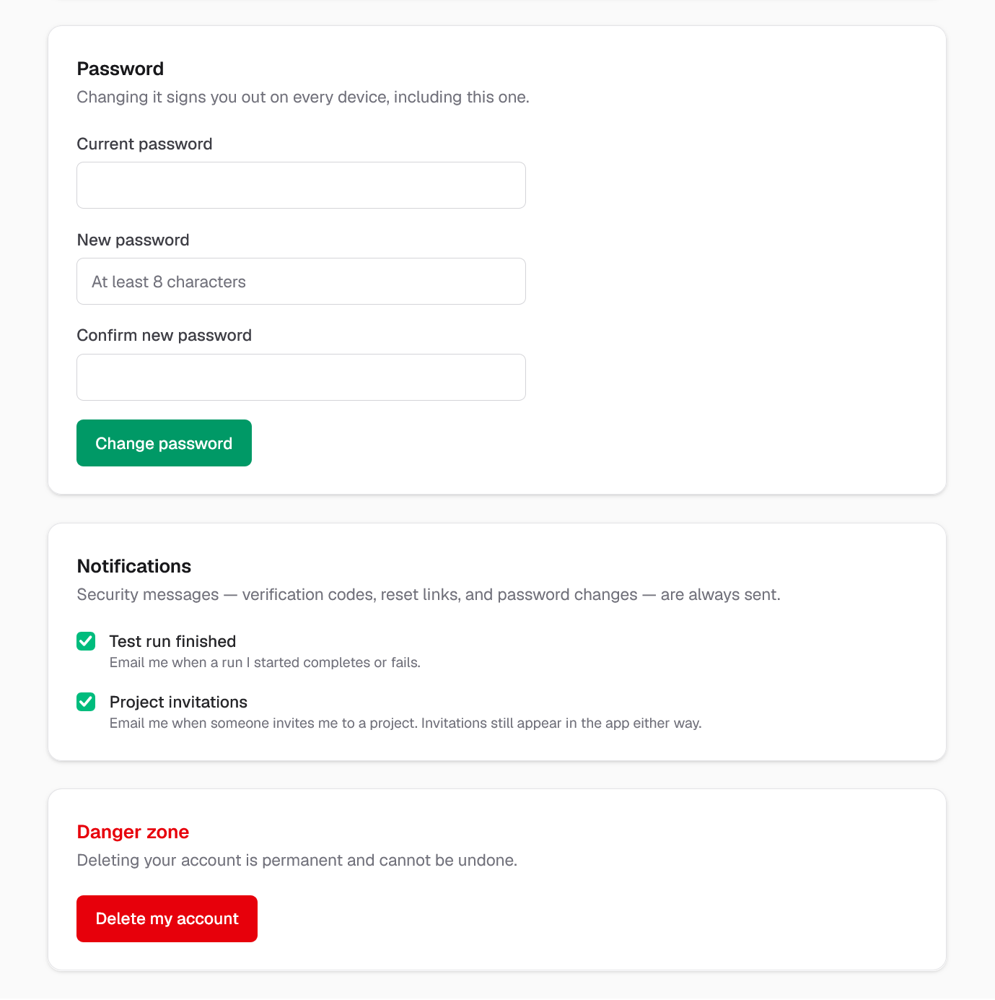 Password
Changing it signs you out on every device, including this one.
Current password
New password
At least 8 characters
Confirm new password
Change password
Notifications
Security messages — verification codes, reset links, and password changes — are always sent.
Test run finished
Email me when a run I started completes or fails.
Project invitations
Email me when someone invites me to a project. Invitations still appear in the app either way.
Danger zone
Deleting your account is permanent and cannot be undone.
Delete my account